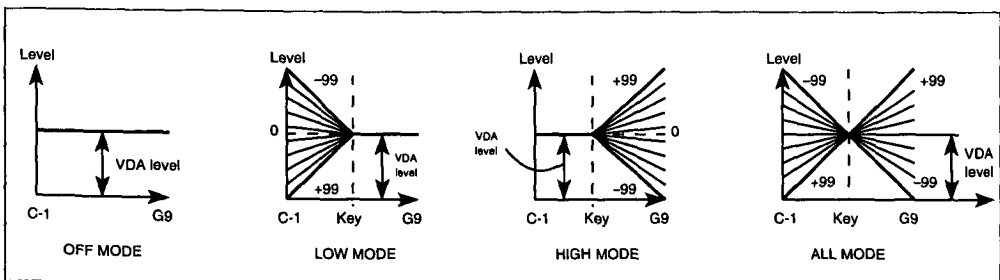 Level
VDA level
C-1
G9
OFF MODE
Level
–99
0
VDA
level
+99
C-1
Key
G9
LOW MODE
Level
+99
VDA
level
0
–99
C-1
Key
G9
HIGH MODE
Level
–99
+99
VDA
level
+99
–99
C-1
Key
G9
ALL MODE